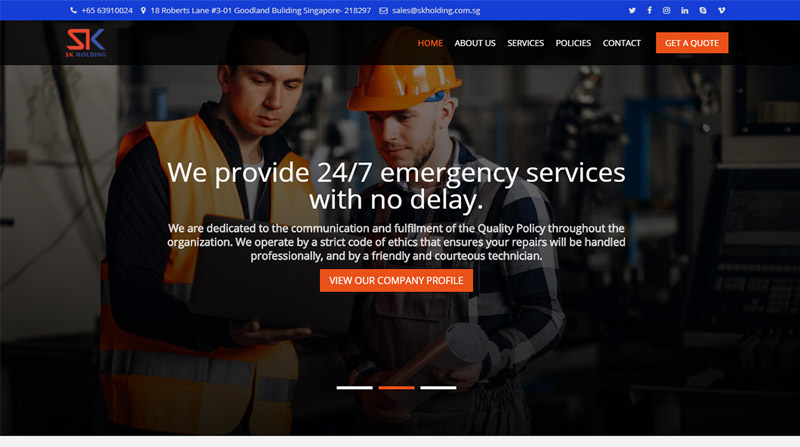 +65 63910024 18 Roberts Lane #3-01 Goodland Buliding Singapore- 218297 sales@skholding.com.sg
SK
SK HOLDING
HOME ABOUT US SERVICES POLICIES CONTACT GET A QUOTE
We provide 24/7 emergency services
with no delay.
We are dedicated to the communication and fulfilment of the Quality Policy throughout the
organization. We operate by a strict code of ethics that ensures your repairs will be handled
professionally, and by a friendly and courteous technician.
VIEW OUR COMPANY PROFILE